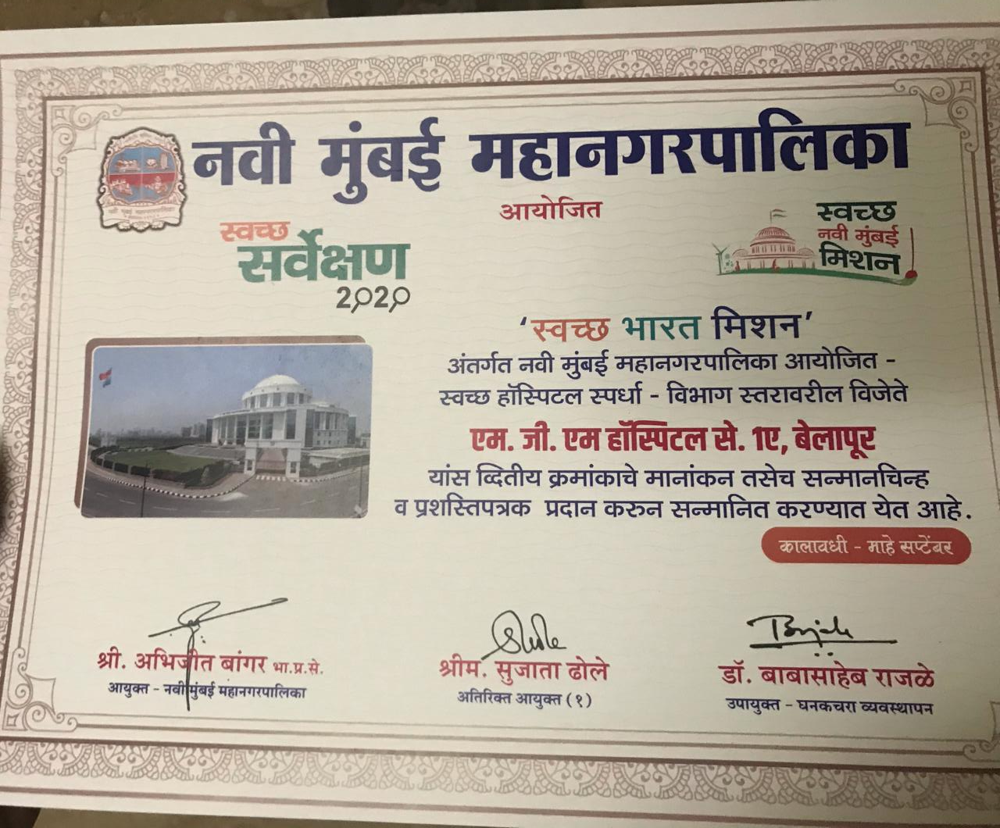 नवी मुंबई महानगरपालिका
आयोजित
स्वच्छ
सर्वेक्षण
2020
स्वच्छ
नवी मुंबई
मिशन
'स्वच्छ भारत मिशन'
अंतर्गत नवी मुंबई महानगरपालिका आयोजित -
स्वच्छ हॉस्पिटल स्पर्धा - विभाग स्तरावरील विजेते
एम. जी. एम हॉस्पिटल से. १ए, बेलापूर
यांस व्दितीय क्रमांकाचे मानांकन तसेच सन्मानचिन्ह
व प्रशस्तिपत्रक प्रदान करुन सन्मानित करण्यात येत आहे.
कालावधी - माहे सप्टेंबर
श्री. अभिजीत बांगर भा.प्र.से.
आयुक्त - नवी मुंबई महानगरपालिका
श्रीम. सुजाता ढोले
अतिरिक्त आयुक्त (१)
डॉ. बाबासाहेब राजळे
उपायुक्त - घनकचरा व्यवस्थापन